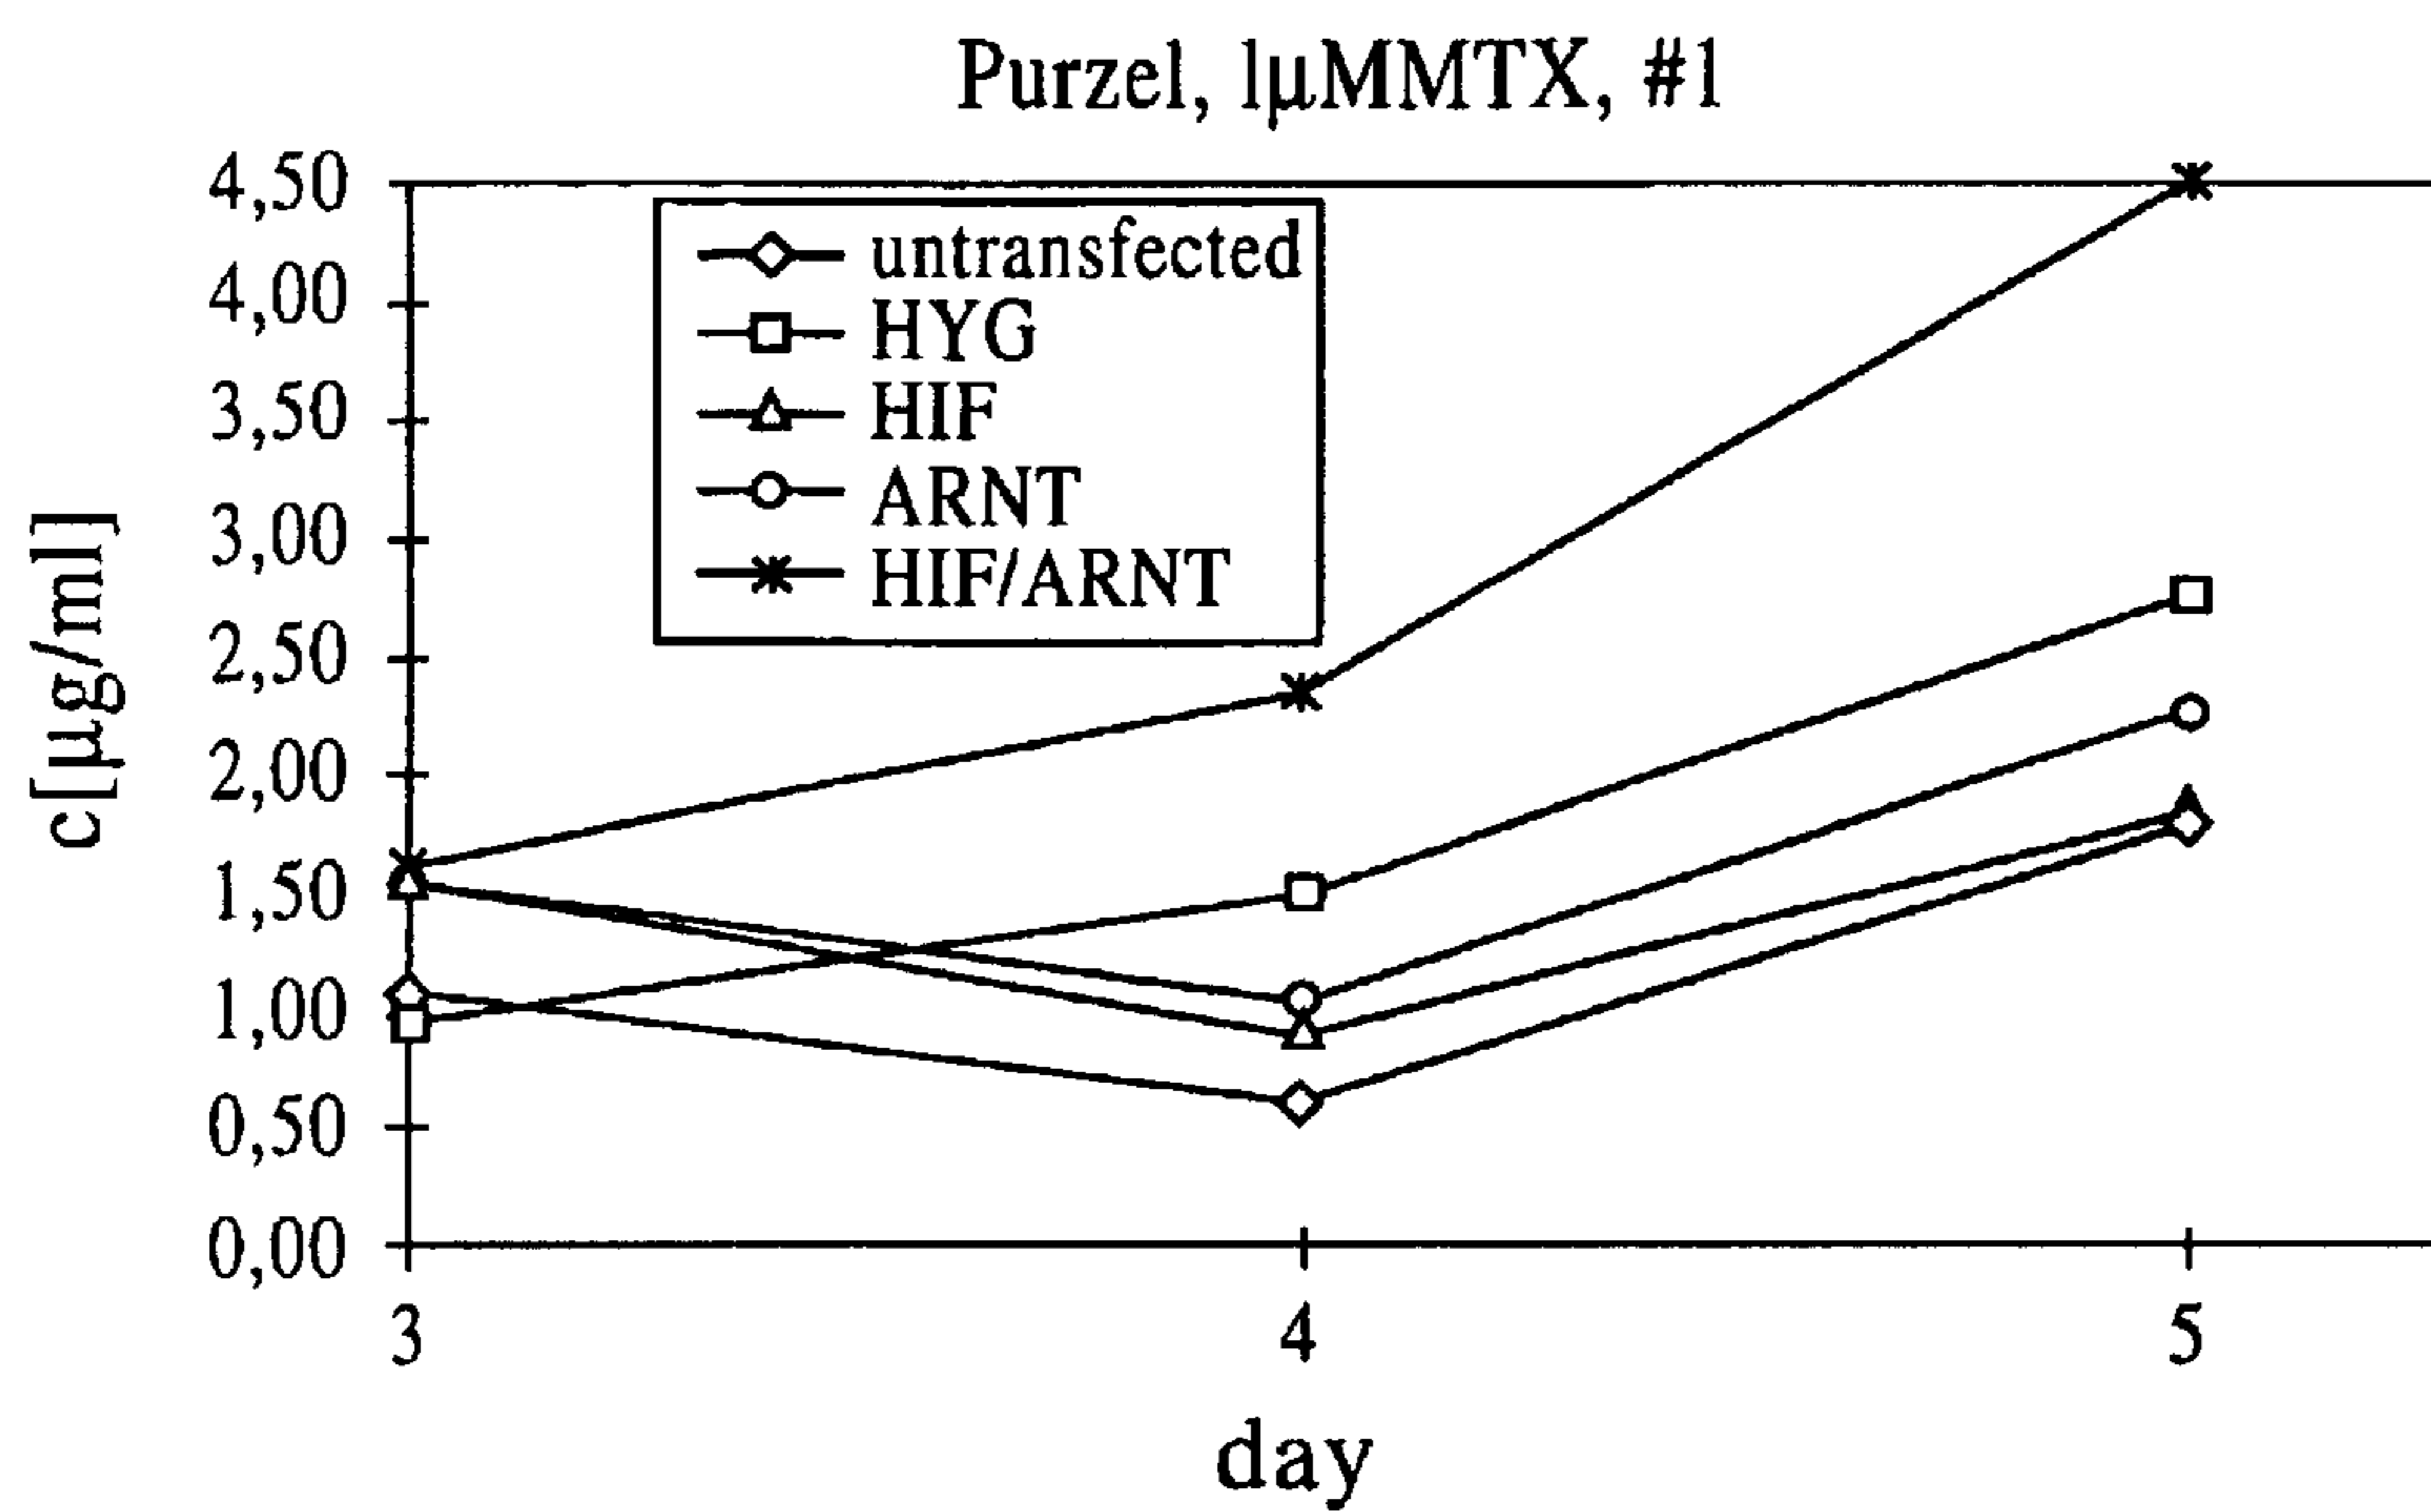 Purzel, 1µMMTX, #1
4,50
4,00
3,50
3,00
2,50
2,00
1,50
1,00
0,50
0,00
c[µg/ml]
untransfected
HYG
HIF
ARNT
HIF/ARNT
3 4 5
day